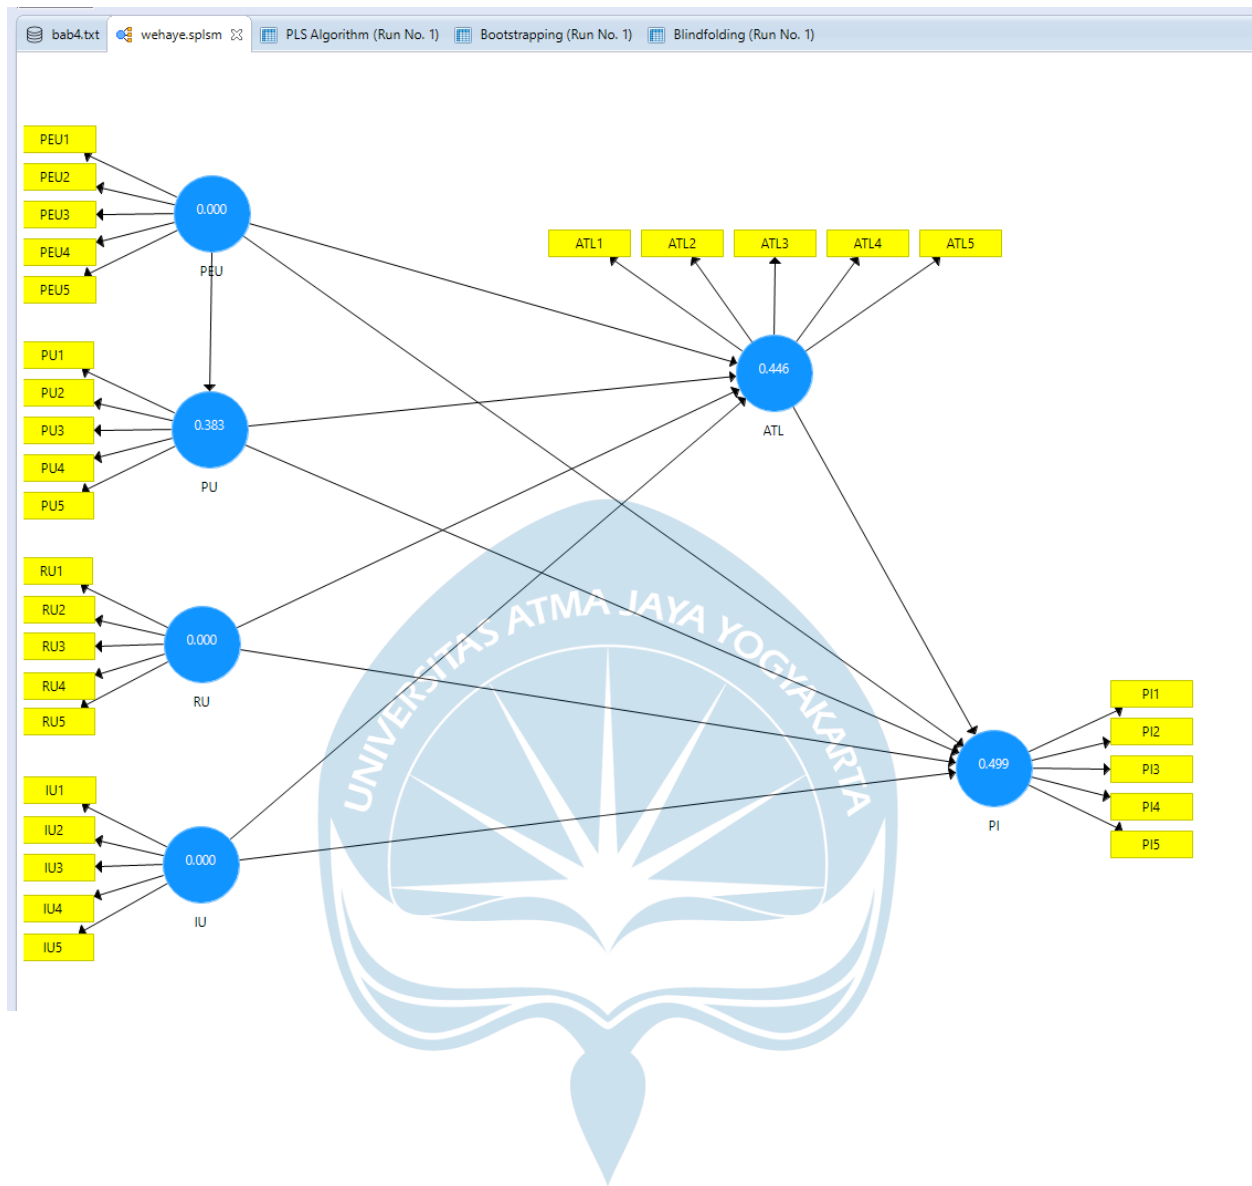 bab4.txt
wehaye.splsm
PLS Algorithm (Run No. 1)
Bootstrapping (Run No. 1)
Blindfolding (Run No. 1)
PEU1
PEU2
PEU3
PEU4
PEU5
0.000
PEU
PU1
PU2
PU3
PU4
PU5
0.383
PU
RU1
RU2
RU3
RU4
RU5
0.000
RU
IU1
IU2
IU3
IU4
IU5
0.000
IU
ATL1
ATL2
ATL3
ATL4
ATL5
0.446
ATL
0.499
PI
PI1
PI2
PI3
PI4
PI5
UNIVERSITAS ATMA JAYA YOGYAKARTA